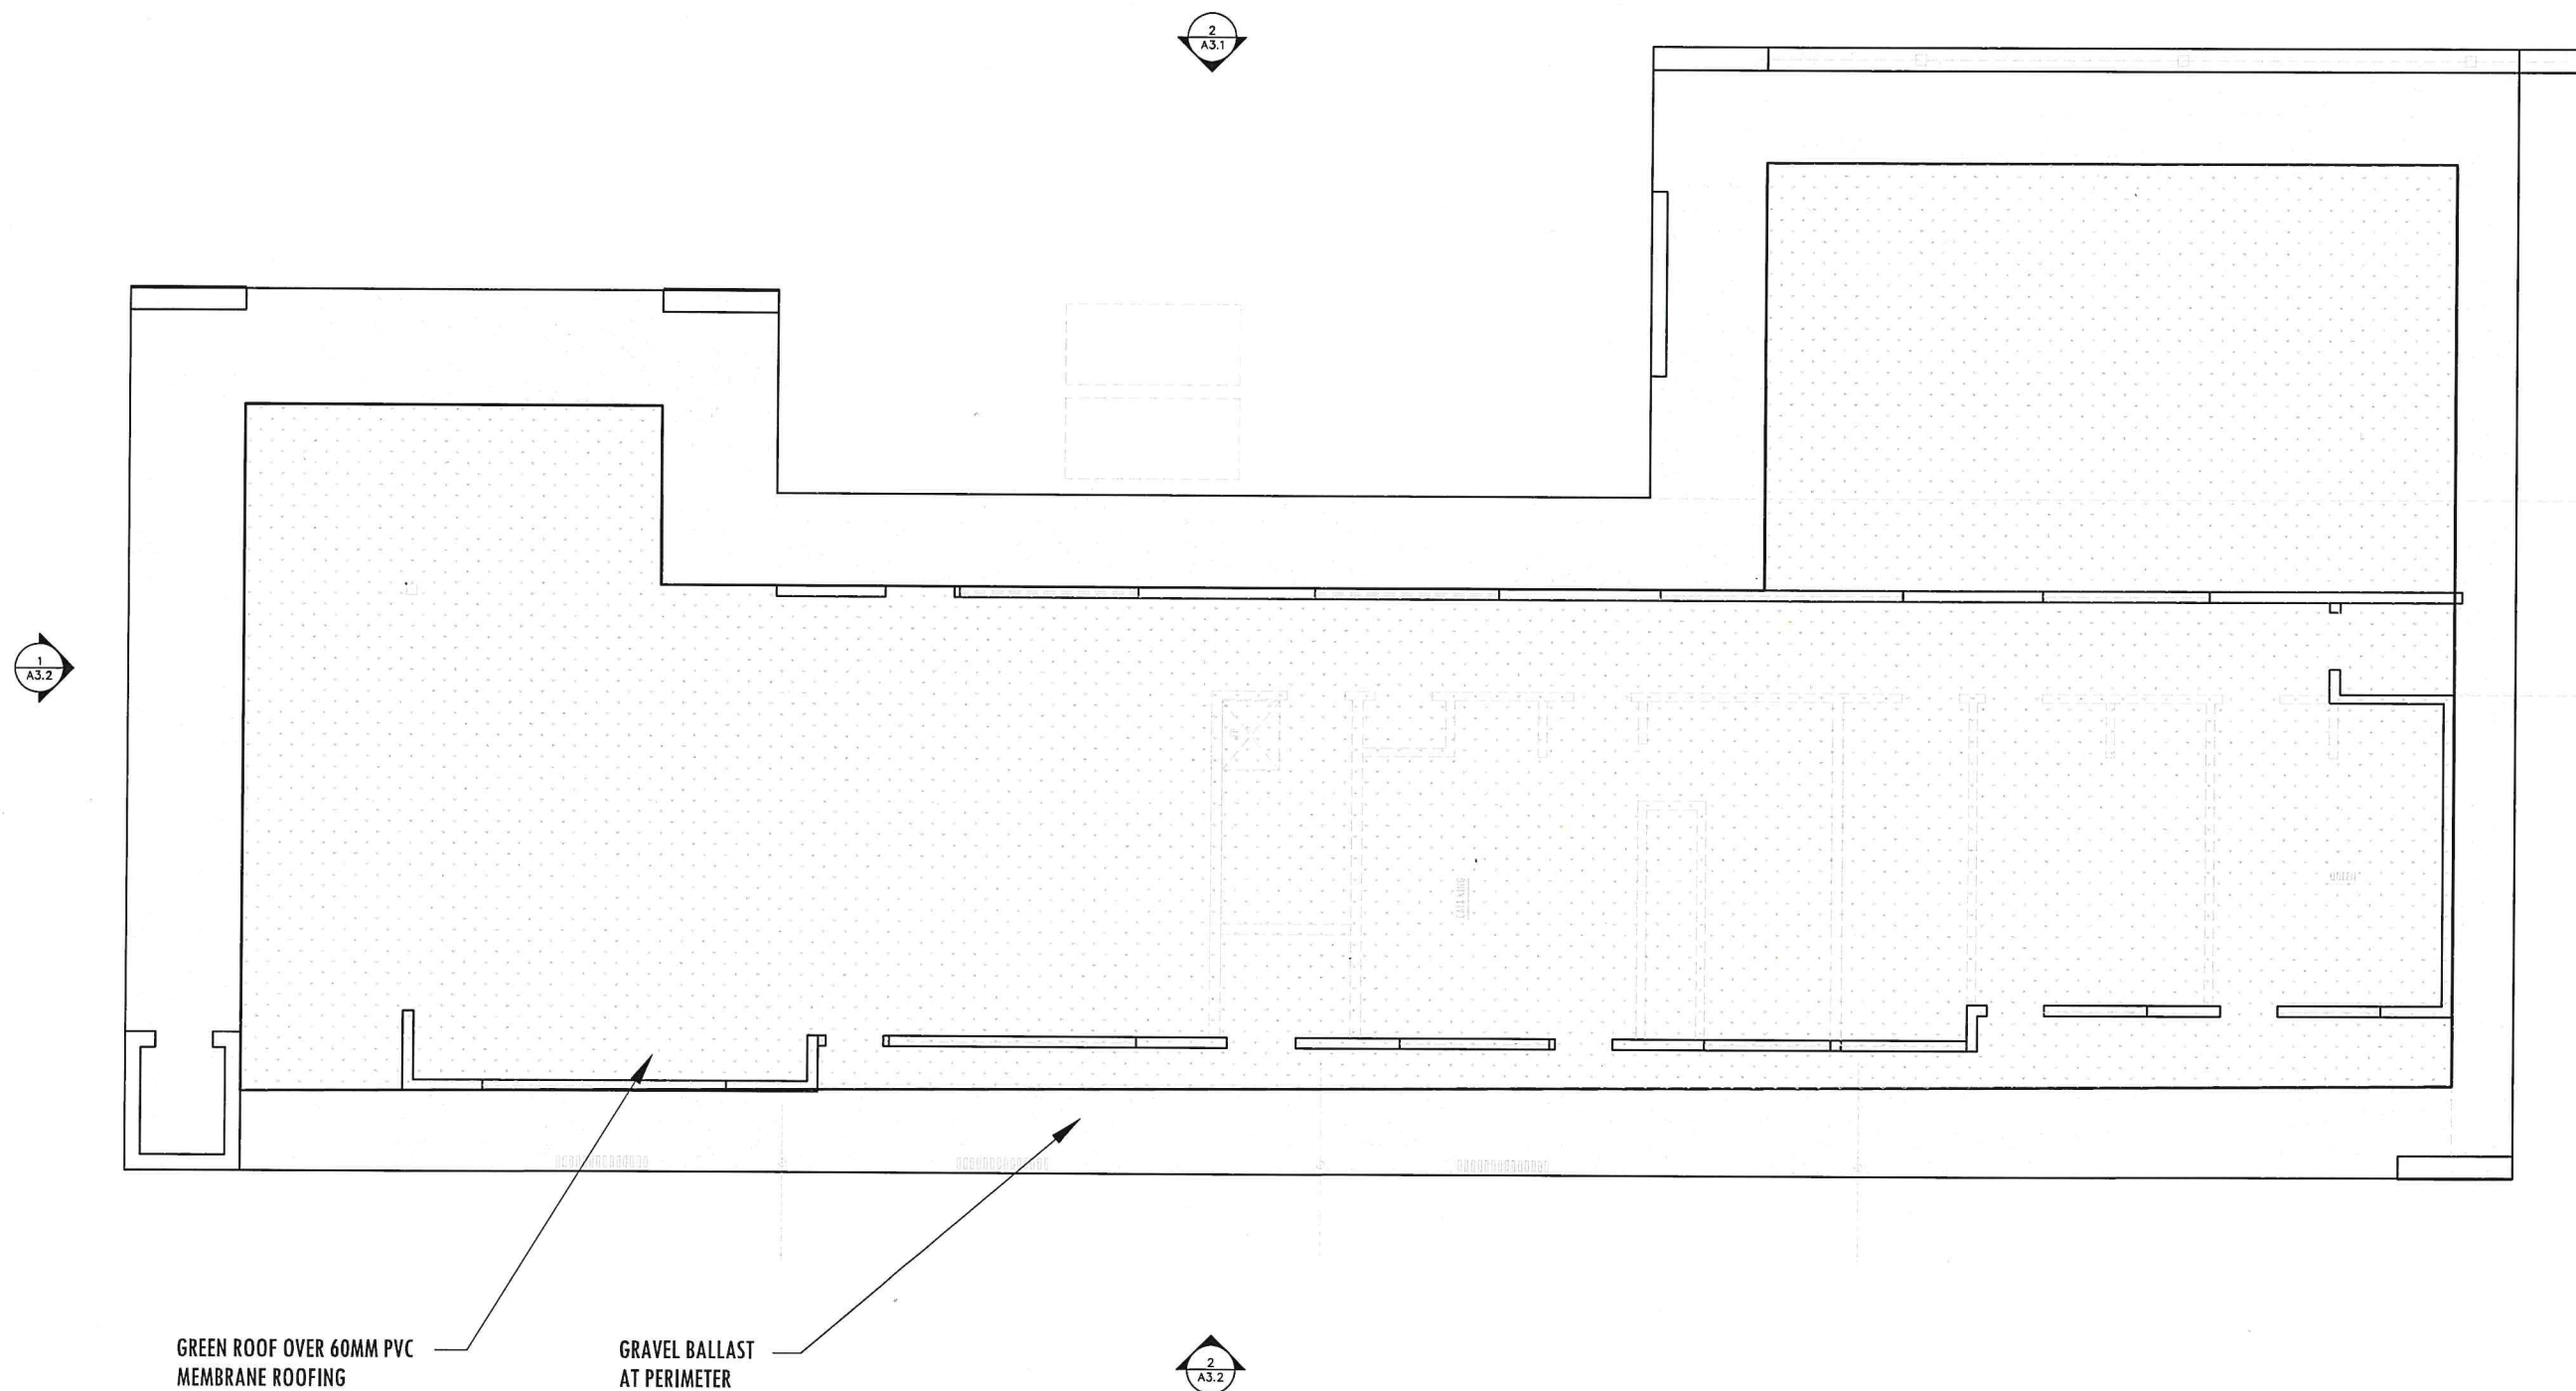 2
A3.1
1
A3.2
QUEEN
GREEN ROOF OVER 60MM PVC
MEMBRANE ROOFING
GRAVEL BALLAST
AT PERIMETER
2
A3.2